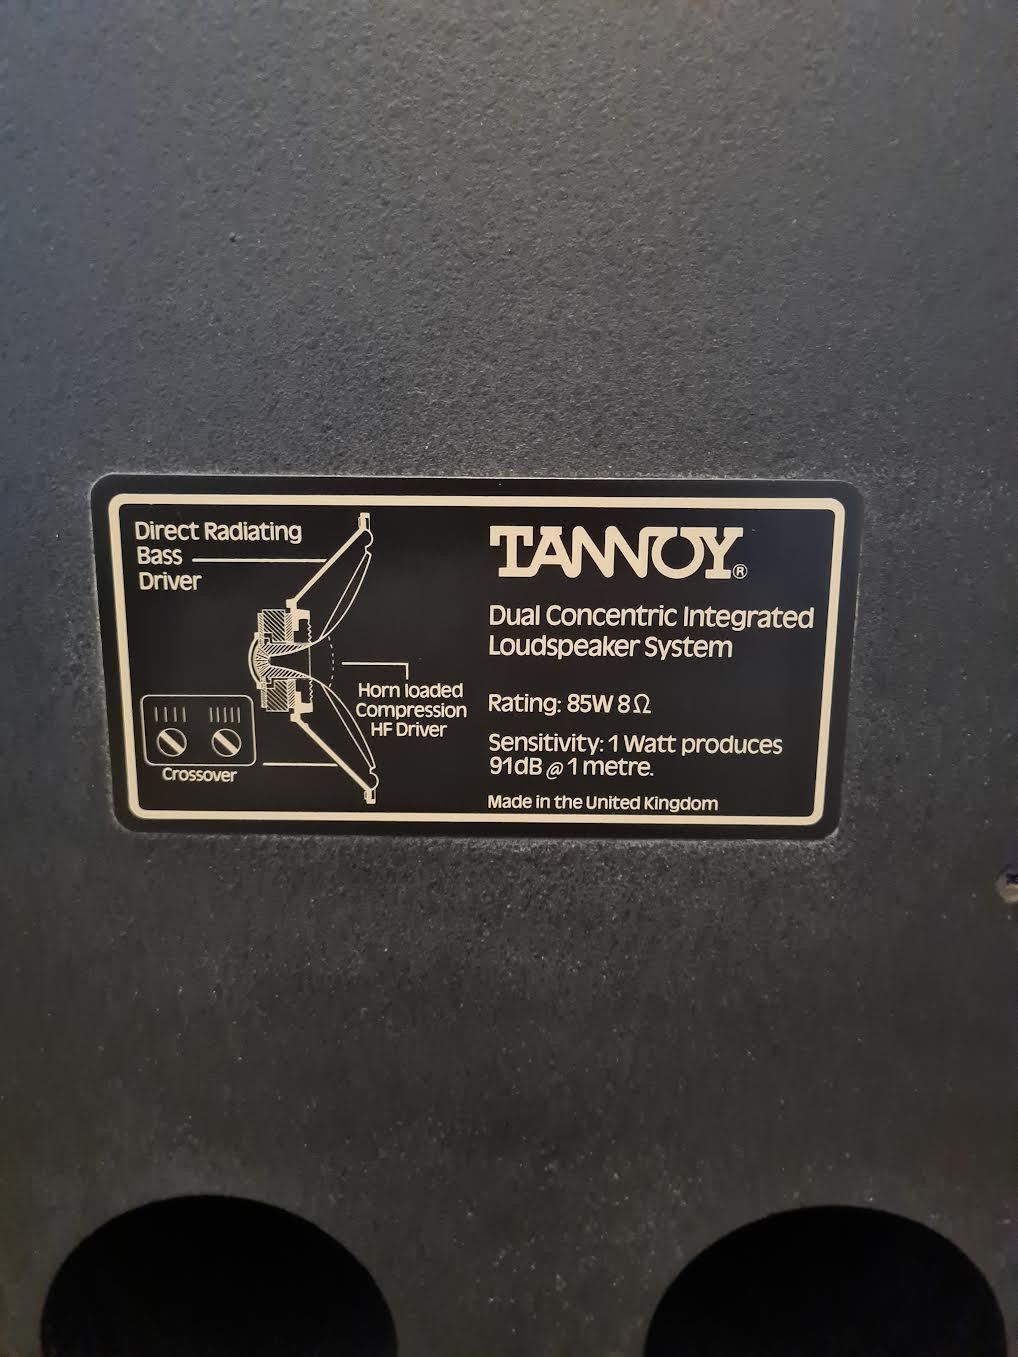 Direct Radiating
Bass
Driver
Horn loaded
Compression
HF Driver
Crossover
TANNOY®
Dual Concentric Integrated
Loudspeaker System
Rating: 85W 8Ω
Sensitivity: 1 Watt produces
91dB @ 1 metre.
Made in the United Kingdom